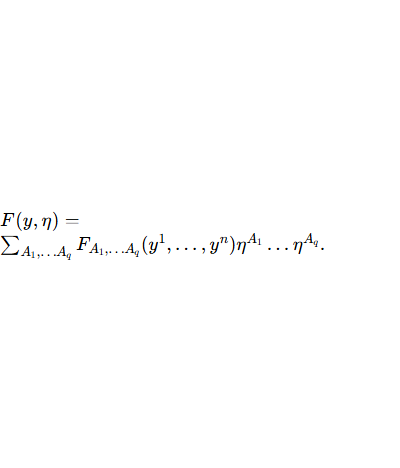 F(y, η) =
∑_{A_1,…A_q} F_{A_1,…A_q}(y^1, …, y^n)η^{A_1} … η^{A_q}.